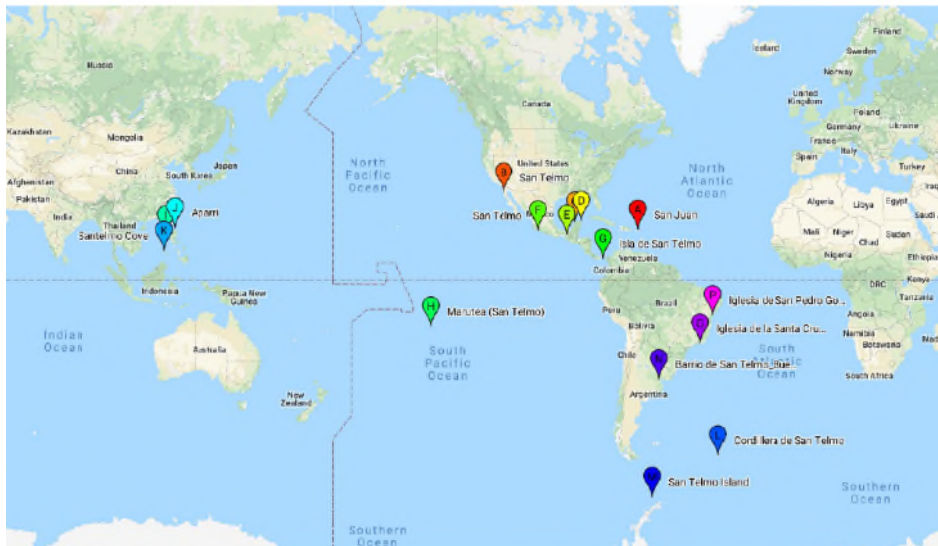 Finland
Iceland
Sweden
Russia
Norway
United
Kingdom
Canada
Poland
Germany
Ukraine
Kazakhstan
France
Mongolia
Italy
North
Pacific
Ocean
North
Atlantic
Ocean
Spain
Turkey
Japan
United States
B
San Telmo
China
South Korea
Afghanistan
Pakistan
Iraq
J
Aparri
F
San Telmo
D
E
A
San Juan
Algeria
Libya
Egypt
India
Thailand
K
Santelmo Cove
G
Isla de San Telmo
Venezuela
Colombia
Mali
Niger
Chad
Sudan
Nigeria
Ethiopia
Indonesia
Papua New
Guinea
H
Marutea (San Telmo)
Peru
Brazil
P
Iglesia de San Pedro Go...
DRC
Kenya
Tanzania
Angola
Bolivia
Iglesia de la Santa Cru...
Namibia
Botswana
Indian
Ocean
Australia
South
Pacific
Ocean
Chile
N
Barrio de San Telmo, Bue...
South
Atlantic
Ocean
South Africa
Argentina
New
Zealand
L
Cordillera de San Telmo
M
San Telmo Island
Southern
Ocean
Southern
Ocean